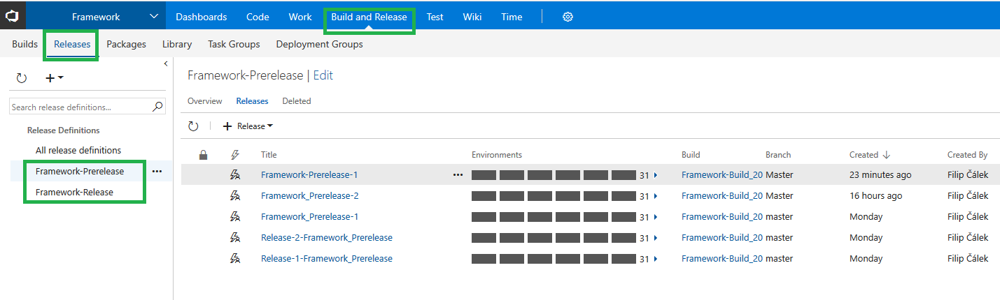 Framework Dashboards Code Work Build and Release Test Wiki Time
Builds Releases Packages Library Task Groups Deployment Groups
Framework-Prerelease | Edit
Overview Releases Deleted
Search release definitions...
+ Release
Release Definitions
All release definitions
Framework-Prerelease
Framework-Release
Title Environments Build Branch Created Created By
Framework-Prerelease-1 31 Framework-Build_20 Master 23 minutes ago Filip Čálek
Framework_Prerelease-2 31 Framework-Build_20 Master 16 hours ago Filip Čálek
Framework_Prerelease-1 31 Framework-Build_20 master Monday Filip Čálek
Release-2-Framework_Prerelease 31 Framework-Build_20 master Monday Filip Čálek
Release-1-Framework_Prerelease 31 Framework-Build_20 master Monday Filip Čálek